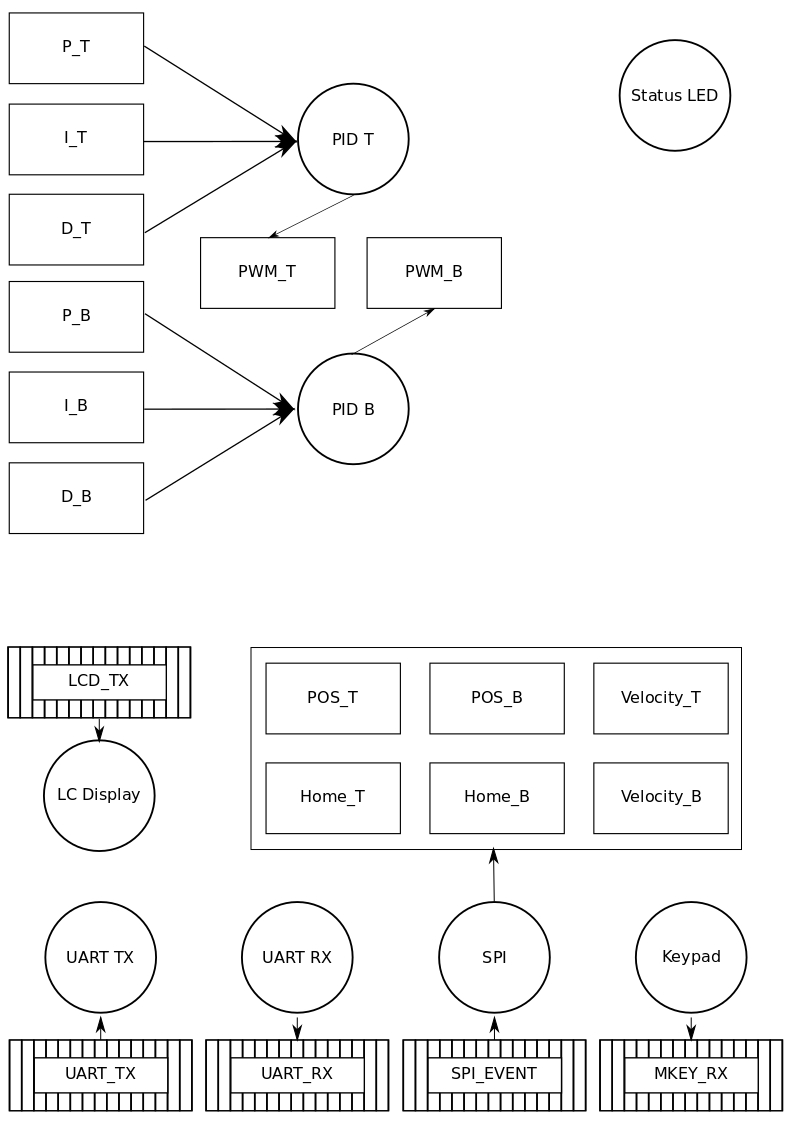 P_T
Status LED
I_T
PID T
D_T
PWM_T
PWM_B
P_B
I_B
PID B
D_B
LCD_TX
LC Display
POS_T
POS_B
Velocity_T
Home_T
Home_B
Velocity_B
UART TX
UART RX
SPI
Keypad
UART_TX
UART_RX
SPI_EVENT
MKEY_RX